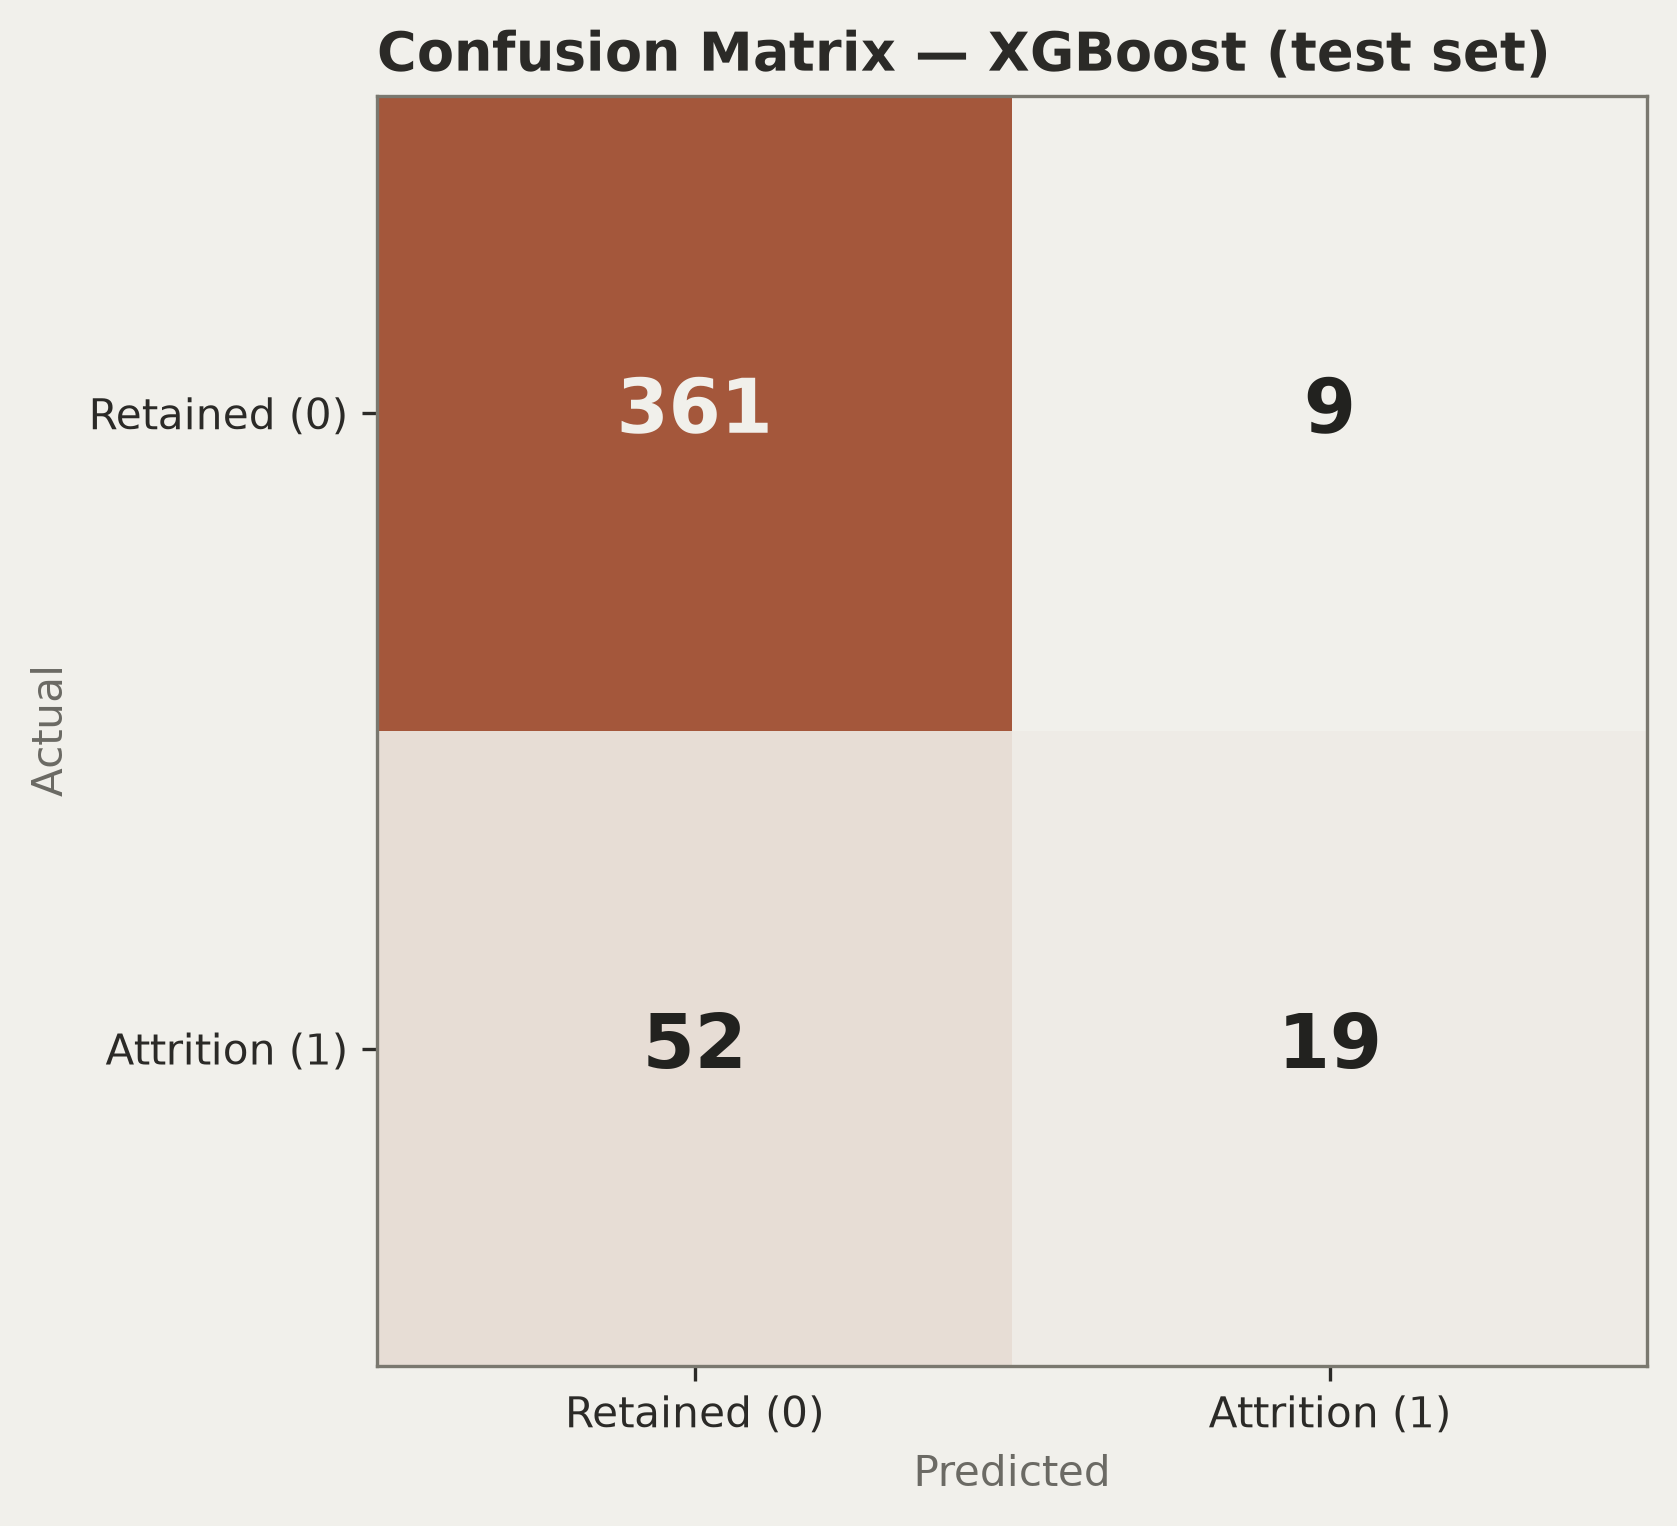 Confusion Matrix — XGBoost (test set)
Retained (0)
361
9
Actual
Attrition (1)
52
19
Retained (0)
Attrition (1)
Predicted